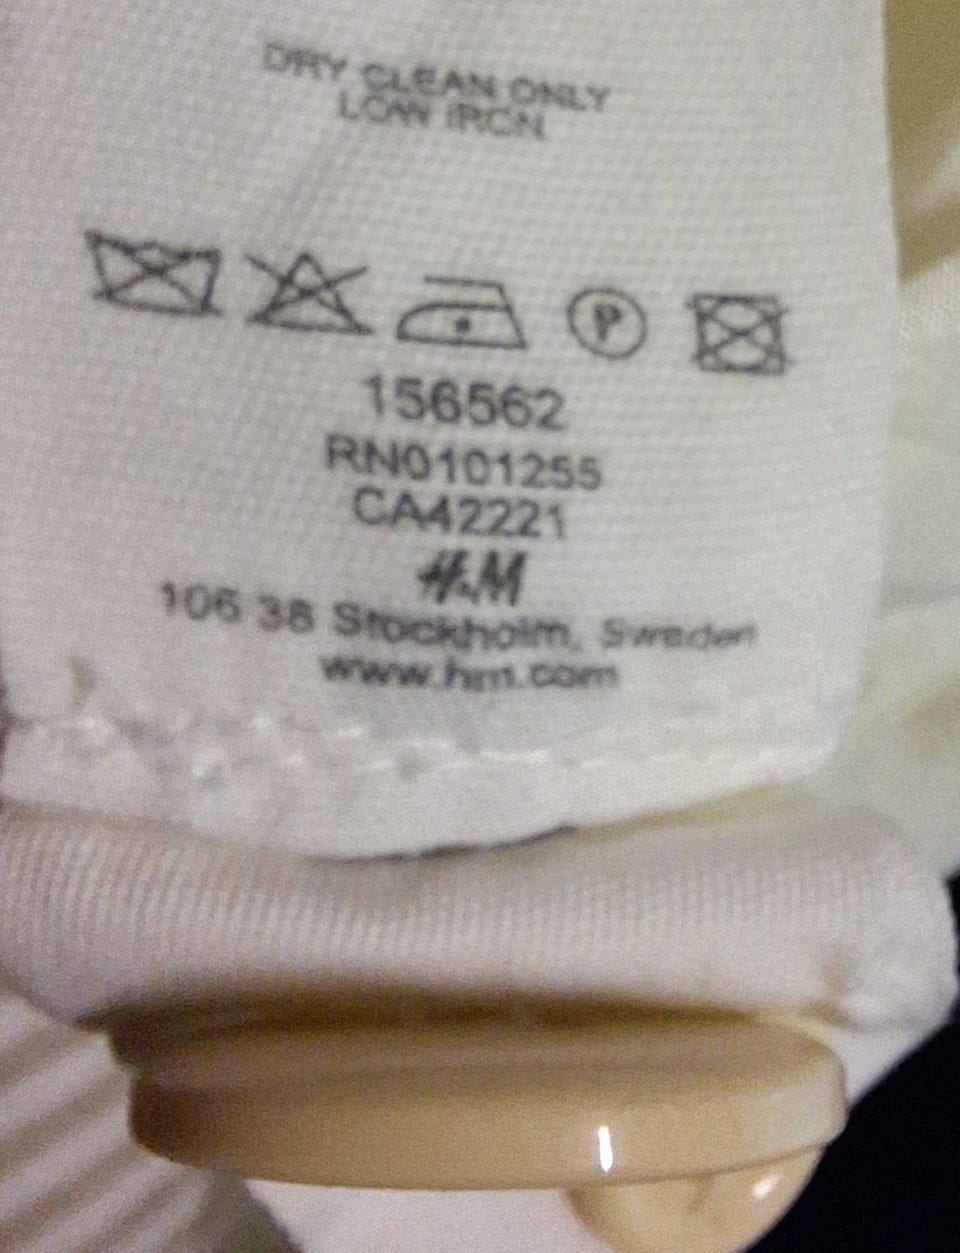 DRY CLEAN ONLY
LOW IRON
P
156562
RN0101255
CA42221
H&M
106 38 Stockholm, Sweden
www.hm.com